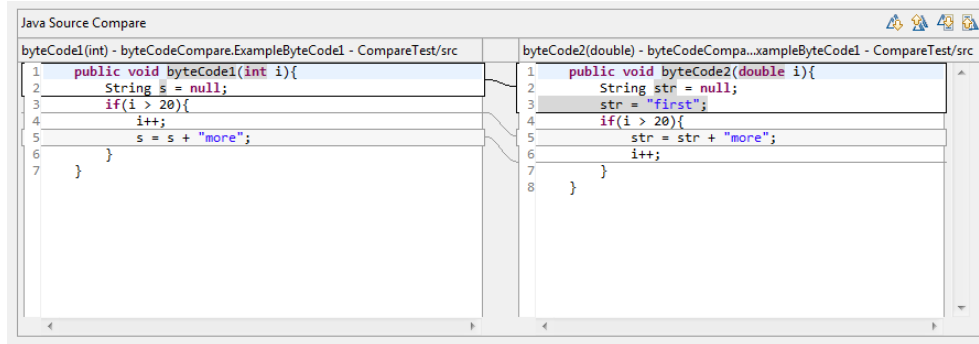 Java Source Compare
byteCode1(int) - byteCodeCompare.ExampleByteCode1 - CompareTest/src
1 public void byteCode1(int i){
2 String s = null;
3 if(i > 20){
4 i++;
5 s = s + "more";
6 }
7 }
byteCode2(double) - byteCodeCompa...xampleByteCode1 - CompareTest/src
1 public void byteCode2(double i){
2 String str = null;
3 str = "first";
4 if(i > 20){
5 str = str + "more";
6 i++;
7 }
8 }